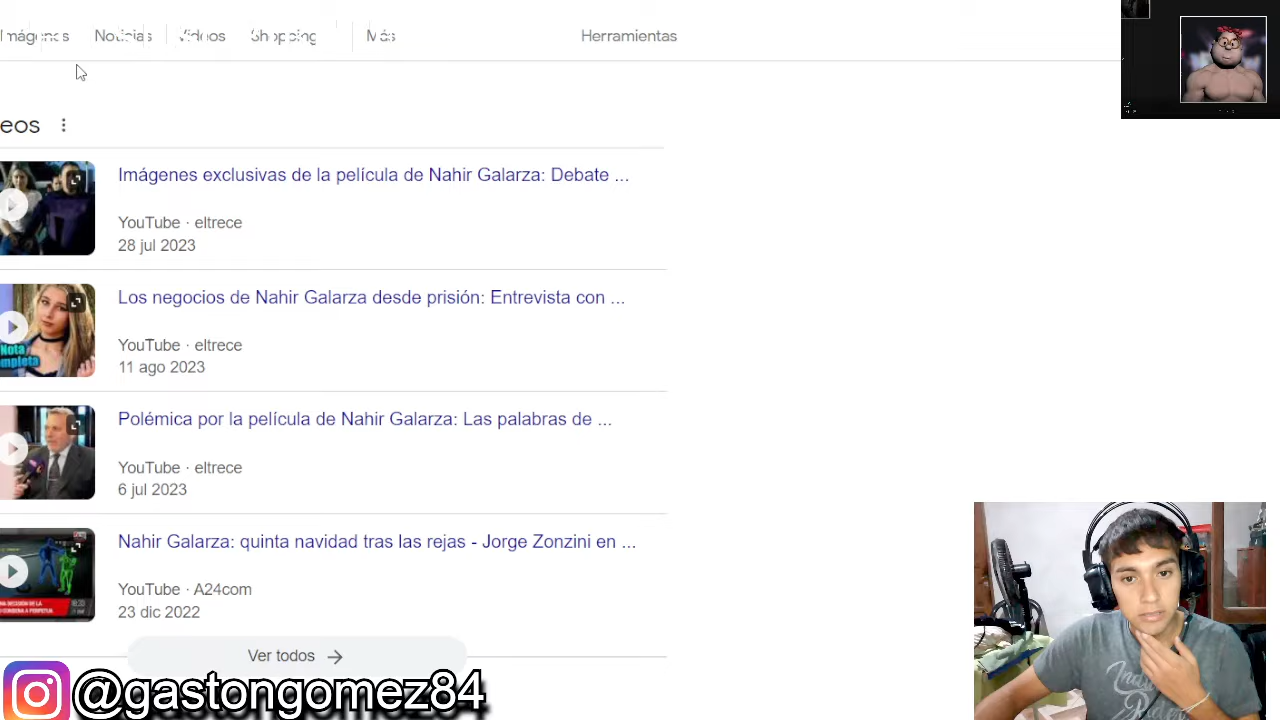 Imágenes Noticias Videos Shopping Más Herramientas
eos
Imágenes exclusivas de la película de Nahir Galarza: Debate ...
YouTube · eltrece
28 jul 2023
Los negocios de Nahir Galarza desde prisión: Entrevista con ...
YouTube · eltrece
11 ago 2023
Nota
ompleta
Polémica por la película de Nahir Galarza: Las palabras de ...
YouTube · eltrece
6 jul 2023
Nahir Galarza: quinta navidad tras las rejas - Jorge Zonzini en ...
YouTube · A24com
23 dic 2022
Ver todos
@gastongomez84